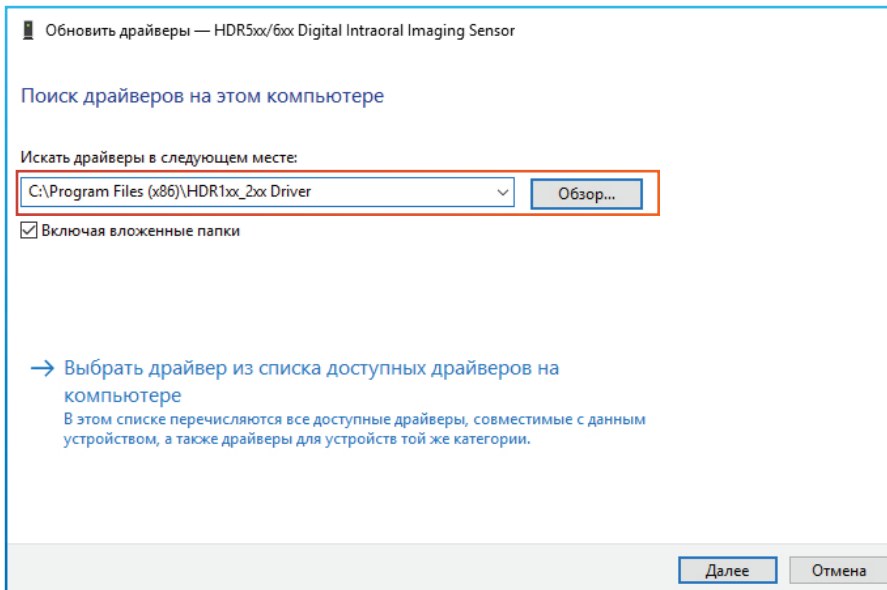 Обновить драйверы — HDR5xx/6xx Digital Intraoral Imaging Sensor
Поиск драйверов на этом компьютере
Искать драйверы в следующем месте:
C:\Program Files (x86)\HDR1xx_2xx Driver
Обзор...
Включая вложенные папки
→ Выбрать драйвер из списка доступных драйверов на
компьютере
В этом списке перечисляются все доступные драйверы, совместимые с данным
устройством, а также драйверы для устройств той же категории.
Далее
Отмена